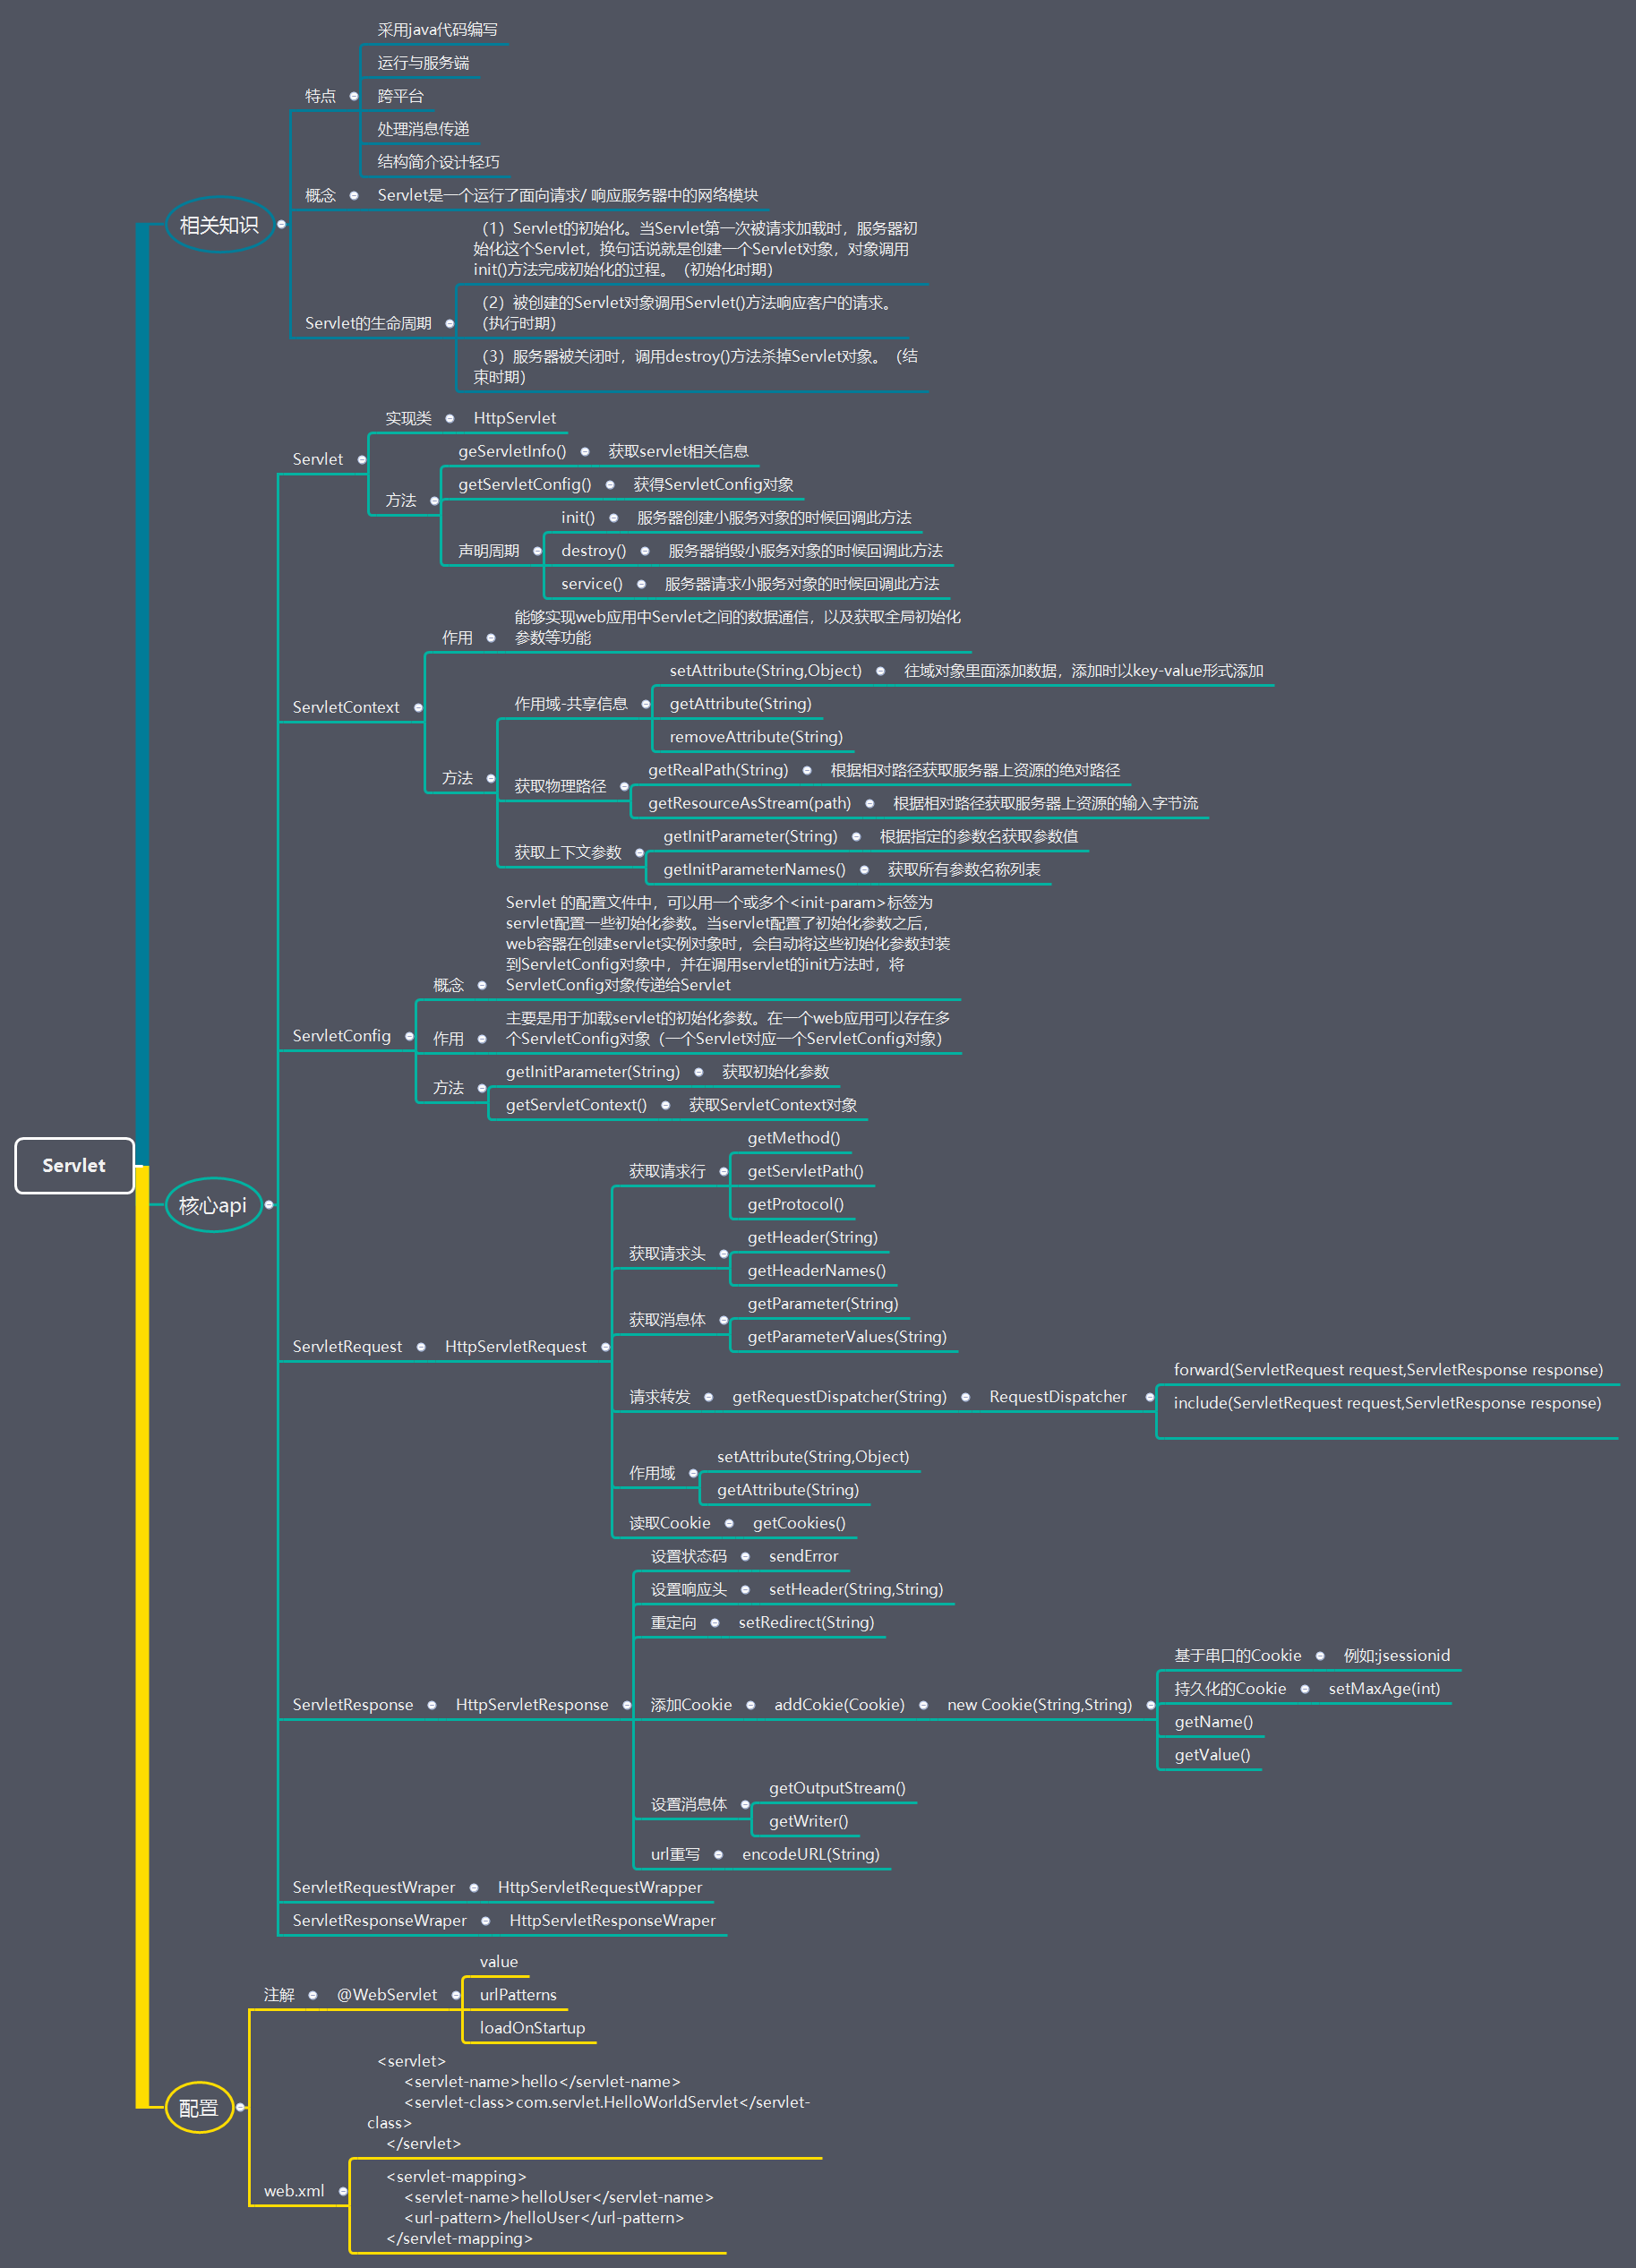 采用java代码编写
运行与服务端
特点
跨平台
处理消息传递
结构简介设计轻巧
概念
Servlet是一个运行了面向请求/ 响应服务器中的网络模块
相关知识
（1）Servlet的初始化。当Servlet第一次被请求加载时，服务器初
始化这个Servlet，换句话说就是创建一个Servlet对象，对象调用
init()方法完成初始化的过程。（初始化时期）
Servlet的生命周期
（2）被创建的Servlet对象调用Servlet()方法响应客户的请求。
（执行时期）
（3）服务器被关闭时，调用destroy()方法杀掉Servlet对象。（结
束时期）
Servlet
核心api
Servlet
实现类
HttpServlet
方法
geServletInfo()
获取servlet相关信息
getServletConfig()
获得ServletConfig对象
声明周期
init()
服务器创建小服务对象的时候回调此方法
destroy()
服务器销毁小服务对象的时候回调此方法
service()
服务器请求小服务对象的时候回调此方法
ServletContext
作用
能够实现web应用中Servlet之间的数据通信，以及获取全局初始化
参数等功能
方法
作用域-共享信息
setAttribute(String,Object)
往域对象里面添加数据，添加时以key-value形式添加
getAttribute(String)
removeAttribute(String)
获取物理路径
getRealPath(String)
根据相对路径获取服务器上资源的绝对路径
getResourceAsStream(path)
根据相对路径获取服务器上资源的输入字节流
获取上下文参数
getInitParameter(String)
根据指定的参数名获取参数值
getInitParameterNames()
获取所有参数名称列表
ServletConfig
概念
Servlet 的配置文件中，可以用一个或多个<init-param>标签为
servlet配置一些初始化参数。当servlet配置了初始化参数之后，
web容器在创建servlet实例对象时，会自动将这些初始化参数封装
到ServletConfig对象中，并在调用servlet的init方法时，将
ServletConfig对象传递给Servlet
作用
主要是用于加载servlet的初始化参数。在一个web应用可以存在多
个ServletConfig对象（一个Servlet对应一个ServletConfig对象）
方法
getInitParameter(String)
获取初始化参数
getServletContext()
获取ServletContext对象
ServletRequest
HttpServletRequest
获取请求行
getMethod()
getServletPath()
getProtocol()
获取请求头
getHeader(String)
getHeaderNames()
获取消息体
getParameter(String)
getParameterValues(String)
请求转发
getRequestDispatcher(String)
RequestDispatcher
forward(ServletRequest request,ServletResponse response)
include(ServletRequest request,ServletResponse response)
作用域
setAttribute(String,Object)
getAttribute(String)
读取Cookie
getCookies()
ServletResponse
HttpServletResponse
设置状态码
sendError
设置响应头
setHeader(String,String)
重定向
setRedirect(String)
添加Cookie
addCokie(Cookie)
new Cookie(String,String)
基于串口的Cookie
例如:jsessionid
持久化的Cookie
setMaxAge(int)
getName()
getValue()
设置消息体
getOutputStream()
getWriter()
url重写
encodeURL(String)
ServletRequestWraper
HttpServletRequestWrapper
ServletResponseWraper
HttpServletResponseWraper
配置
注解
@WebServlet
value
urlPatterns
loadOnStartup
web.xml
<servlet>
<servlet-name>hello</servlet-name>
<servlet-class>com.servlet.HelloWorldServlet</servlet-
class>
</servlet>
<servlet-mapping>
<servlet-name>helloUser</servlet-name>
<url-pattern>/helloUser</url-pattern>
</servlet-mapping>